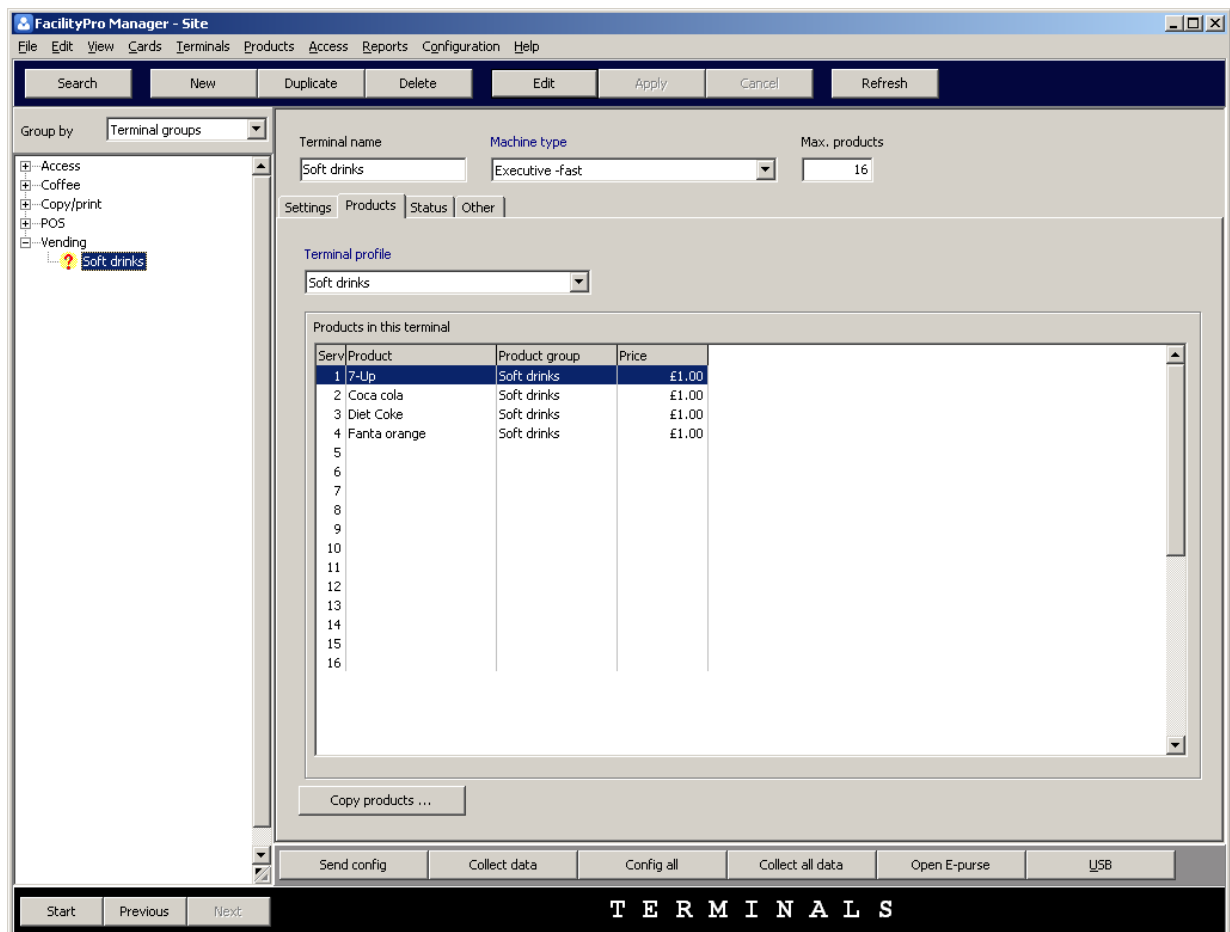 FacilityPro Manager - Site
File Edit View Cards Terminals Products Access Reports Configuration Help
Search New Duplicate Delete Edit Apply Cancel Refresh
Group by Terminal groups
Access
Coffee
Copy/print
POS
Vending
? Soft drinks
Terminal name Machine type Max. products
Soft drinks Executive -fast 16
Settings Products Status Other
Terminal profile
Soft drinks
Products in this terminal
Serv Product Product group Price
1 7-Up Soft drinks £1.00
2 Coca cola Soft drinks £1.00
3 Diet Coke Soft drinks £1.00
4 Fanta orange Soft drinks £1.00
5
6
7
8
9
10
11
12
13
14
15
16
Copy products ...
Send config Collect data Config all Collect all data Open E-purse USB
Start Previous Next TERMINALS